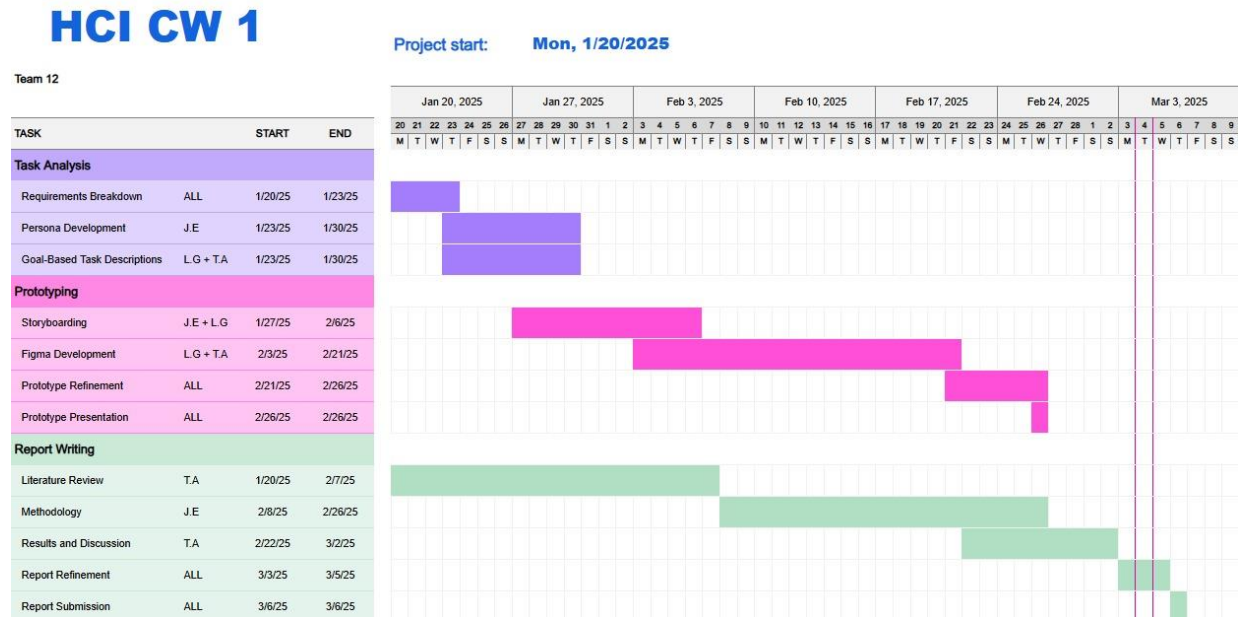 HCI CW 1
Project start: Mon, 1/20/2025
Team 12
Jan 20, 2025 Jan 27, 2025 Feb 3, 2025 Feb 10, 2025 Feb 17, 2025 Feb 24, 2025 Mar 3, 2025
20 21 22 23 24 25 26 27 28 29 30 31 1 2 3 4 5 6 7 8 9 10 11 12 13 14 15 16 17 18 19 20 21 22 23 24 25 26 27 28 1 2 3 4 5 6 7 8 9
TASK START END M T W T F S S M T W T F S S M T W T F S S M T W T F S S M T W T F S S M T W T F S S M T W T F S S
Task Analysis
Requirements Breakdown ALL 1/20/25 1/23/25
Persona Development J.E 1/23/25 1/30/25
Goal-Based Task Descriptions L.G + T.A 1/23/25 1/30/25
Prototyping
Storyboarding J.E + L.G 1/27/25 2/6/25
Figma Development L.G + T.A 2/3/25 2/21/25
Prototype Refinement ALL 2/21/25 2/26/25
Prototype Presentation ALL 2/26/25 2/26/25
Report Writing
Literature Review T.A 1/20/25 2/7/25
Methodology J.E 2/8/25 2/26/25
Results and Discussion T.A 2/22/25 3/2/25
Report Refinement ALL 3/3/25 3/5/25
Report Submission ALL 3/6/25 3/6/25